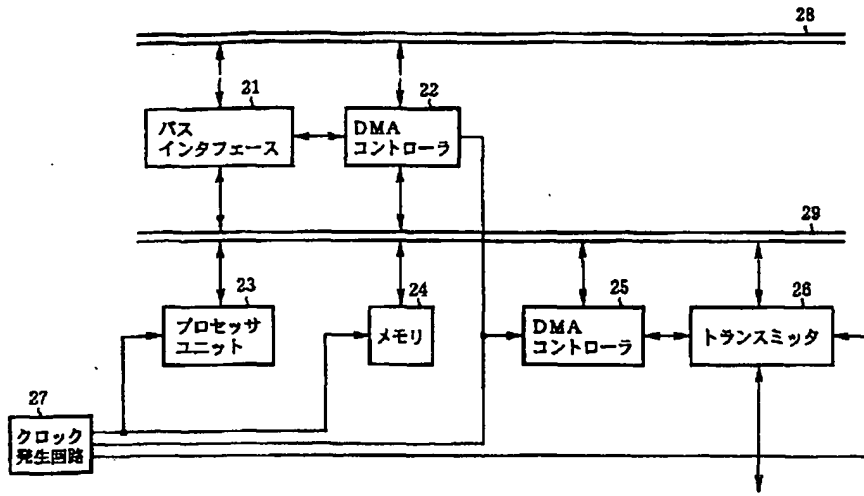 28
21
22
バス
インタフェース
DMA
コントローラ
29
23
24
25
26
プロセッサ
ユニット
メモリ
DMA
コントローラ
トランスミッタ
27
クロック
発生回路